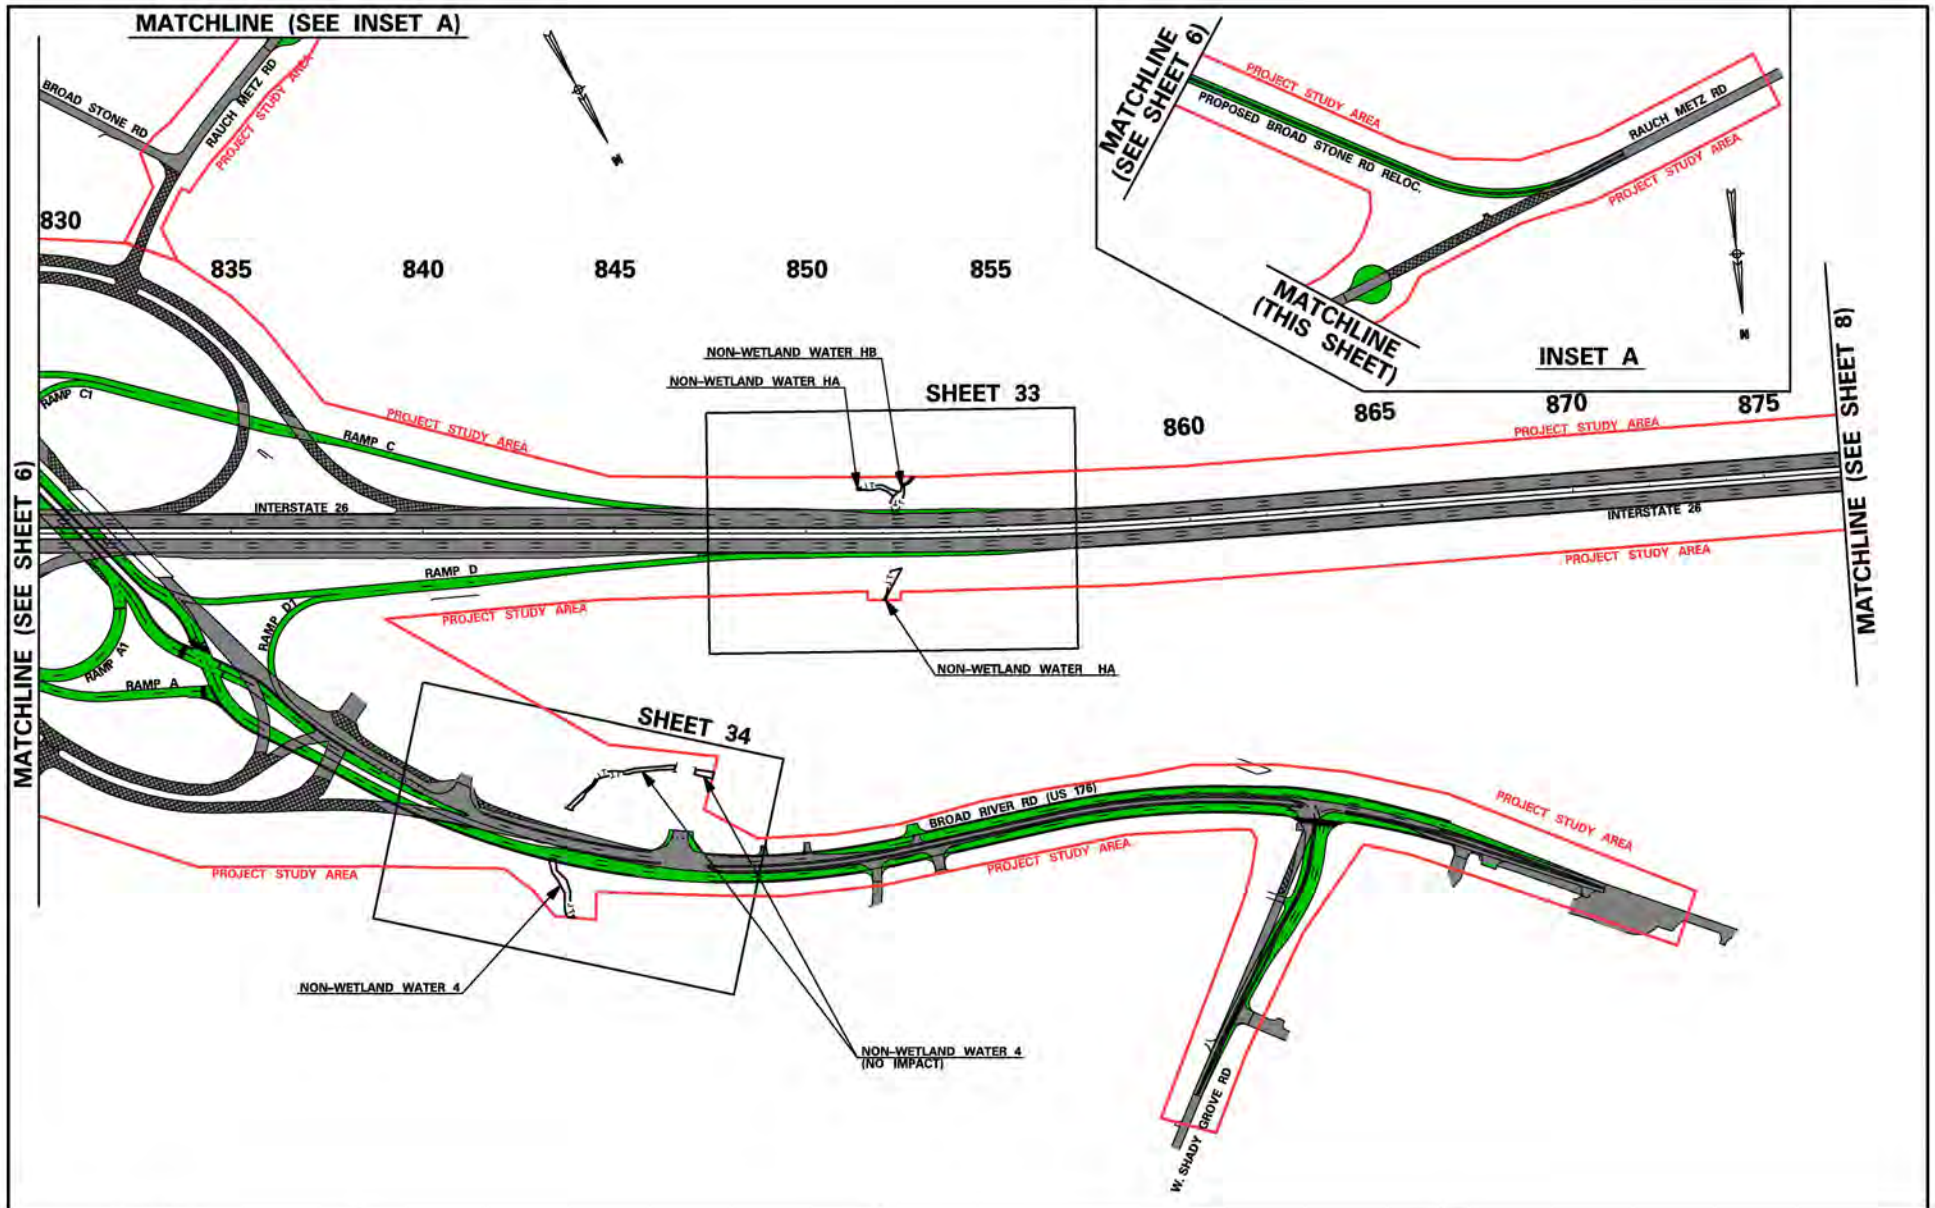 MATCHLINE (SEE INSET A)
BROAD STONE RD
RAUCH METZ RD
PROJECT STUDY AREA
N
MATCHLINE
(SEE SHEET 6)
PROJECT STUDY AREA
PROPOSED BROAD STONE RD RELOC.
RAUCH METZ RD
PROJECT STUDY AREA
MATCHLINE
(THIS SHEET)
N
INSET A
830
835
840
845
850
855
860
865
870
875
MATCHLINE (SEE SHEET 8)
NON-WETLAND WATER HB
NON-WETLAND WATER HA
SHEET 33
RAMP C1
PROJECT STUDY AREA
RAMP C
PROJECT STUDY AREA
MATCHLINE (SEE SHEET 6)
INTERSTATE 26
INTERSTATE 26
JT
JT
PROJECT STUDY AREA
RAMP D
JT
RAMP D1
PROJECT STUDY AREA
RAMP A1
RAMP A
NON-WETLAND WATER HA
SHEET 34
JT
JT
BROAD RIVER RD (US 176)
PROJECT STUDY AREA
PROJECT STUDY AREA
PROJECT STUDY AREA
JT
NON-WETLAND WATER 4
NON-WETLAND WATER 4
(NO IMPACT)
W. SHADY GROVE RD